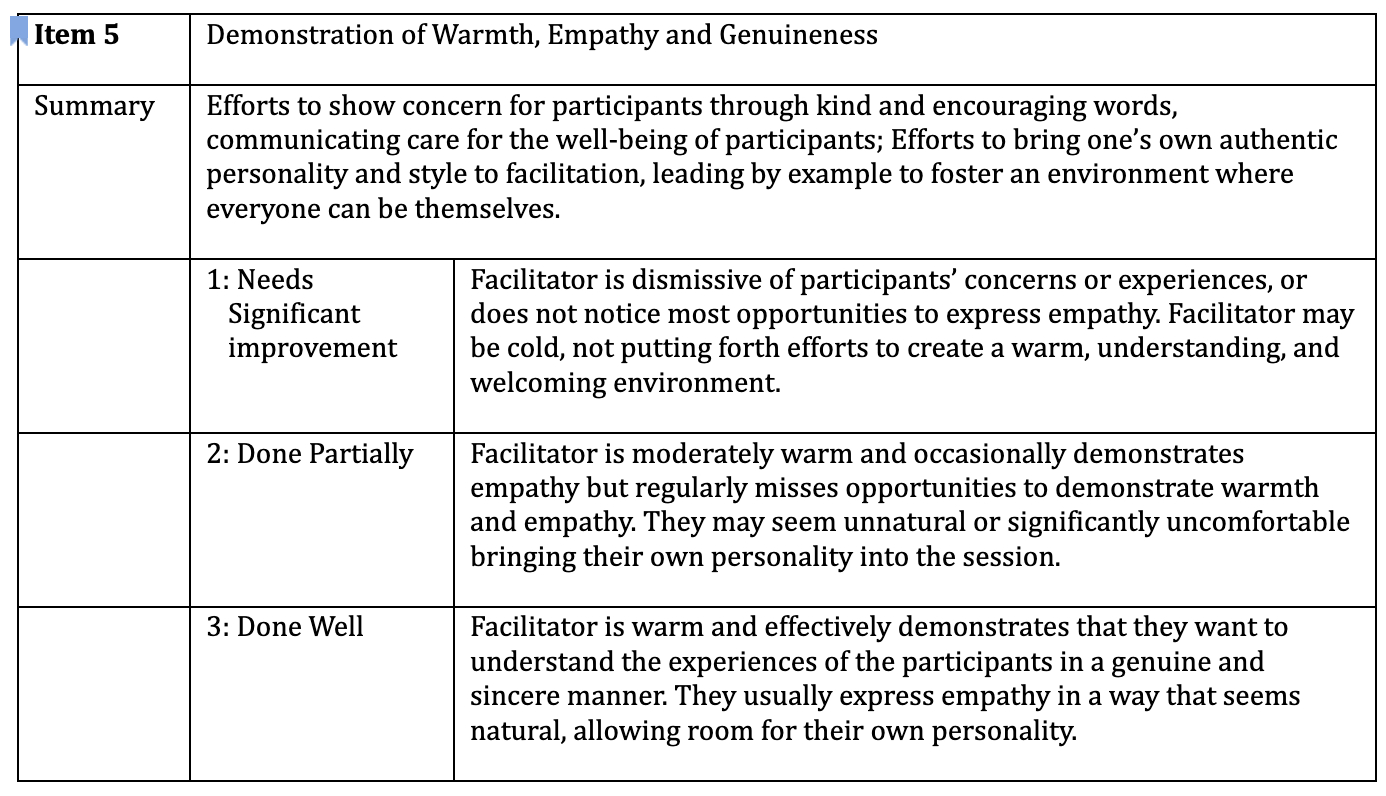 Item 5
Demonstration of Warmth, Empathy and Genuineness
Summary
Efforts to show concern for participants through kind and encouraging words,
communicating care for the well-being of participants; Efforts to bring one’s own authentic
personality and style to facilitation, leading by example to foster an environment where
everyone can be themselves.
1: Needs
Significant
improvement
Facilitator is dismissive of participants’ concerns or experiences, or
does not notice most opportunities to express empathy. Facilitator may
be cold, not putting forth efforts to create a warm, understanding, and
welcoming environment.
2: Done Partially
Facilitator is moderately warm and occasionally demonstrates
empathy but regularly misses opportunities to demonstrate warmth
and empathy. They may seem unnatural or significantly uncomfortable
bringing their own personality into the session.
3: Done Well
Facilitator is warm and effectively demonstrates that they want to
understand the experiences of the participants in a genuine and
sincere manner. They usually express empathy in a way that seems
natural, allowing room for their own personality.